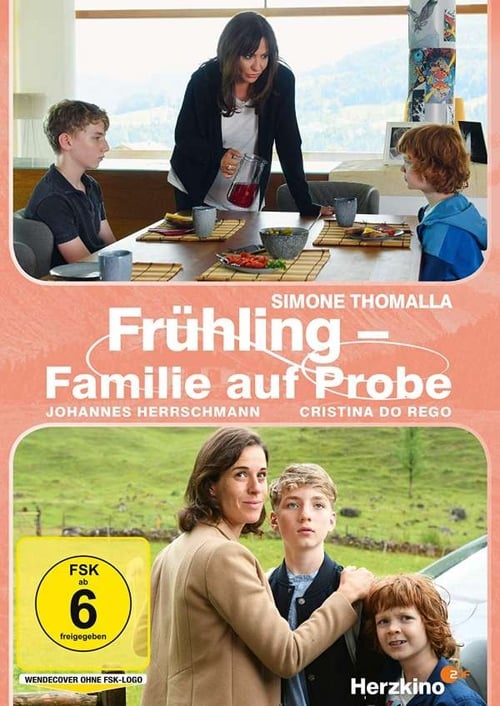 SIMONE THOMALLA
Frühling –
Familie auf Probe
JOHANNES HERRSCHMANN CRISTINA DO REGO
FSK
ab
6
freigegeben
WENDECOVER OHNE FSK-LOGO
Herzkino
2